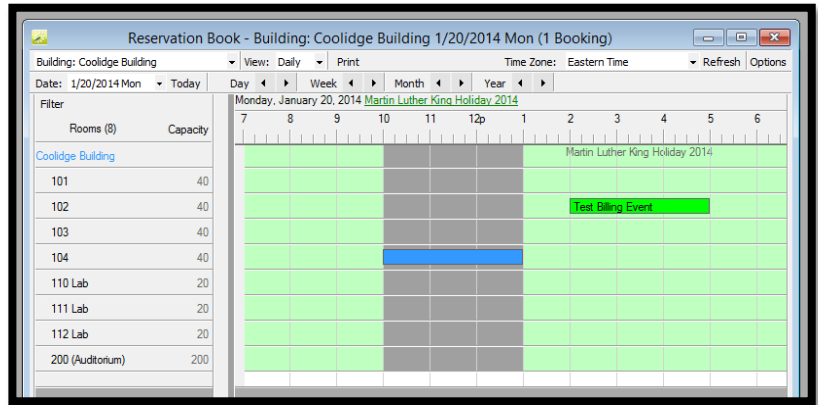 Reservation Book - Building: Coolidge Building 1/20/2014 Mon (1 Booking)
Building: Coolidge Building View: Daily Print Time Zone: Eastern Time Refresh Options
Date: 1/20/2014 Mon Today Day Week Month Year
Filter Monday, January 20, 2014 Martin Luther King Holiday 2014
Rooms (8) Capacity 7 8 9 10 11 12p 1 2 3 4 5 6
Coolidge Building Martin Luther King Holiday 2014
101 40
102 40 Test Billing Event
103 40
104 40
110 Lab 20
111 Lab 20
112 Lab 20
200 (Auditorium) 200